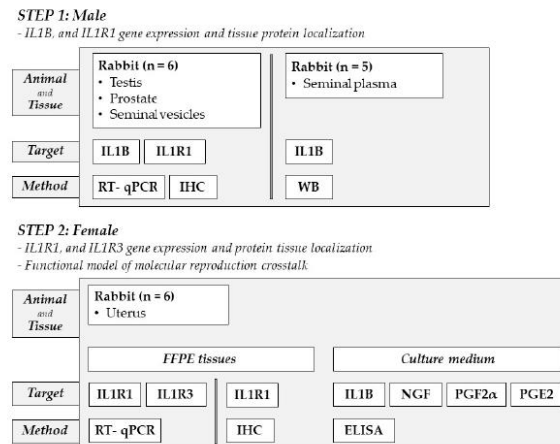 STEP 1: Male
- IL1B, and IL1R1 gene expression and tissue protein localization
Animal
and
Tissue
Rabbit (n = 6)
• Testis
• Prostate
• Seminal vesicles
Rabbit (n = 5)
• Seminal plasma
Target
IL1B IL1R1
IL1B
Method
RT- qPCR IHC
WB
STEP 2: Female
- IL1R1, and IL1R3 gene expression and protein tissue localization
- Functional model of molecular reproduction crosstalk
Animal
and
Tissue
Rabbit (n = 6)
• Uterus
FFPE tissues
Culture medium
Target
IL1R1 IL1R3
IL1R1
IL1B NGF PGF2α PGE2
Method
RT- qPCR
IHC
ELISA